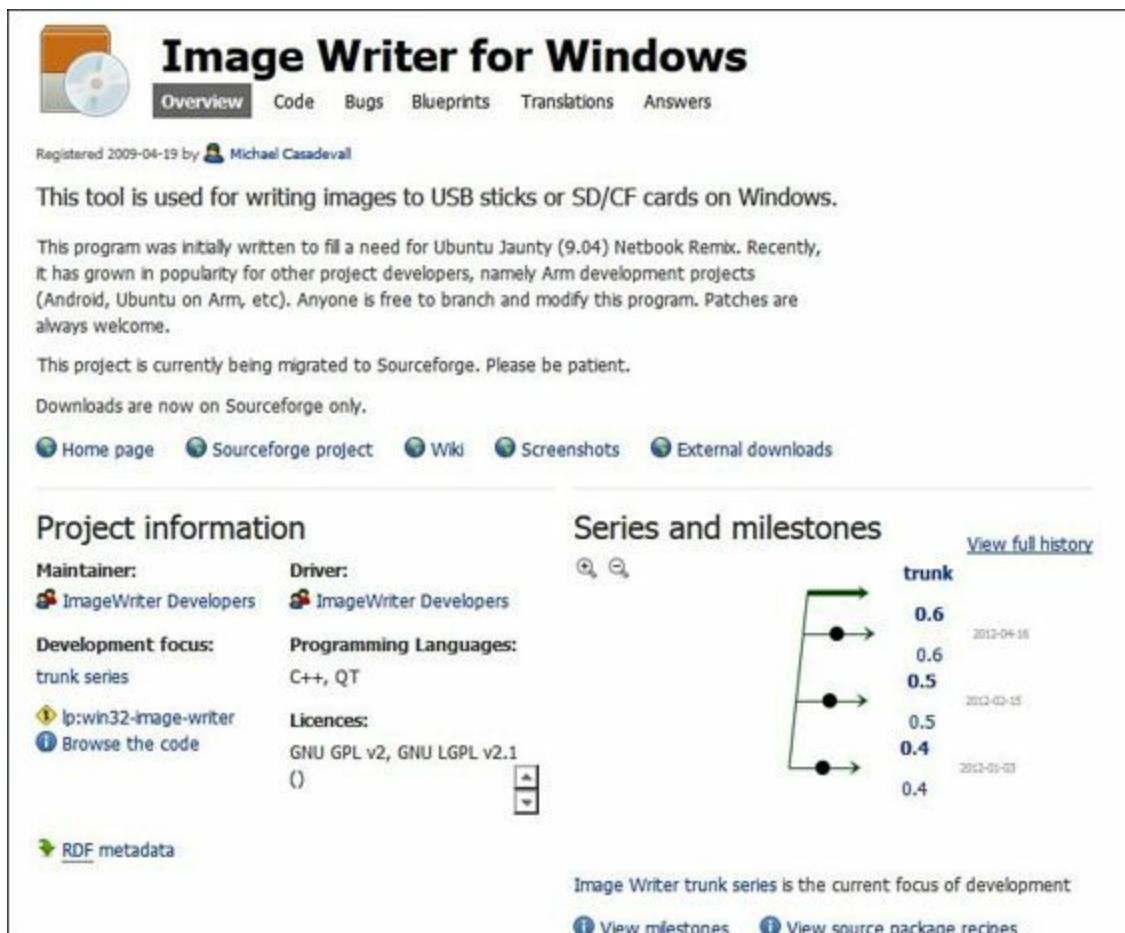 Image Writer for Windows
Overview Code Bugs Blueprints Translations Answers
Registered 2009-04-19 by Michael Casadevall
This tool is used for writing images to USB sticks or SD/CF cards on Windows.
This program was initially written to fill a need for Ubuntu Jaunty (9.04) Netbook Remix. Recently,
it has grown in popularity for other project developers, namely Arm development projects
(Android, Ubuntu on Arm, etc). Anyone is free to branch and modify this program. Patches are
always welcome.
This project is currently being migrated to Sourceforge. Please be patient.
Downloads are now on Sourceforge only.
Home page Sourceforge project Wiki Screenshots External downloads
Project information
Maintainer: Driver:
ImageWriter Developers ImageWriter Developers
Development focus: Programming Languages:
trunk series C++, QT
lp:win32-image-writer Licences:
Browse the code GNU GPL v2, GNU LGPL v2.1
()
RDF metadata
Series and milestones
View full history
trunk
0.6
2012-04-16
0.6
0.5
2012-02-15
0.5
0.4
2012-01-03
0.4
Image Writer trunk series is the current focus of development
View milestones View source package recipes